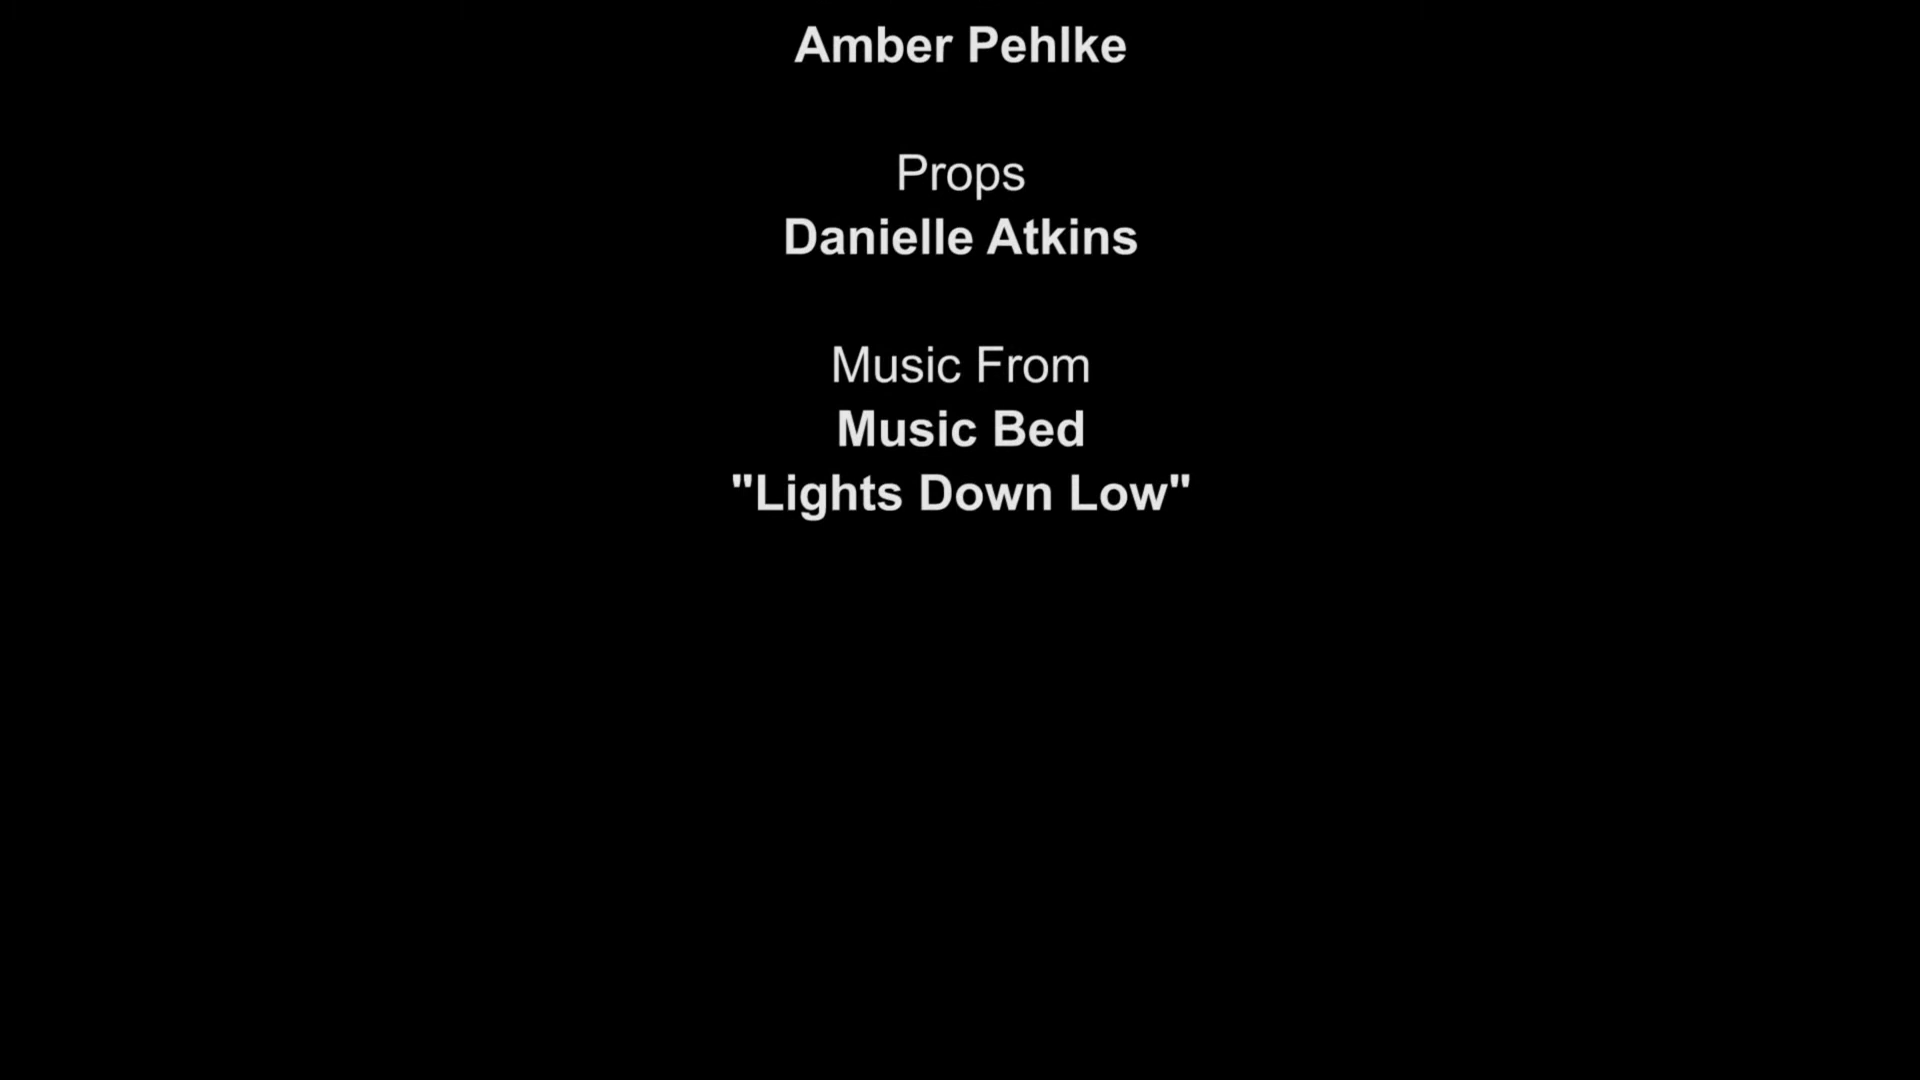 Amber Pehlke
Props
Danielle Atkins
Music From
Music Bed
"Lights Down Low"